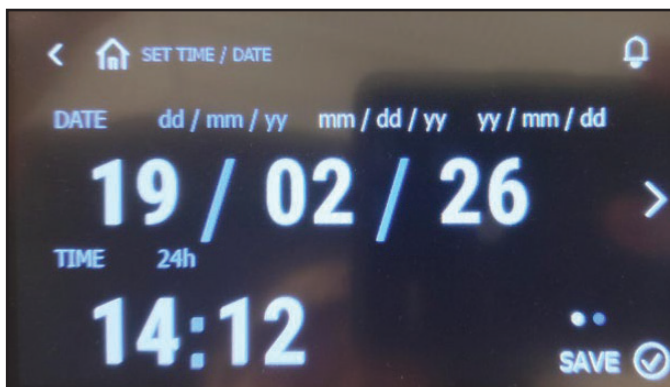 SET TIME / DATE
DATE dd / mm / yy mm / dd / yy yy / mm / dd
19 / 02 / 26
TIME 24h
14:12
SAVE